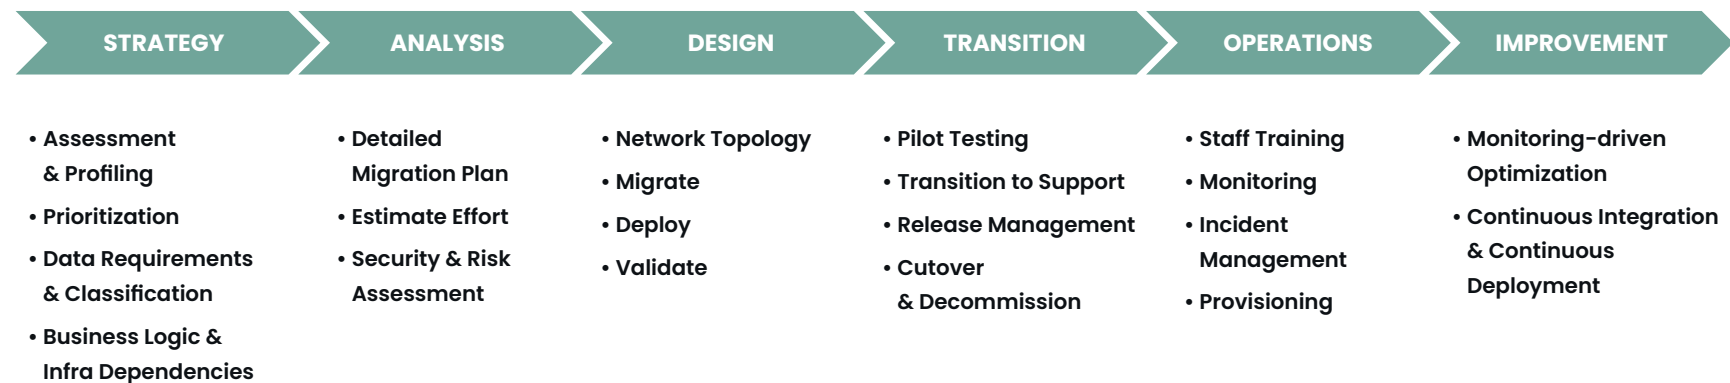 STRATEGY
ANALYSIS
DESIGN
TRANSITION
OPERATIONS
IMPROVEMENT
• Assessment
& Profiling
• Prioritization
• Data Requirements
& Classification
• Business Logic &
Infra Dependencies
• Detailed
Migration Plan
• Estimate Effort
• Security & Risk
Assessment
• Network Topology
• Migrate
• Deploy
• Validate
• Pilot Testing
• Transition to Support
• Release Management
• Cutover
& Decommission
• Staff Training
• Monitoring
• Incident
Management
• Provisioning
• Monitoring-driven
Optimization
• Continuous Integration
& Continuous
Deployment